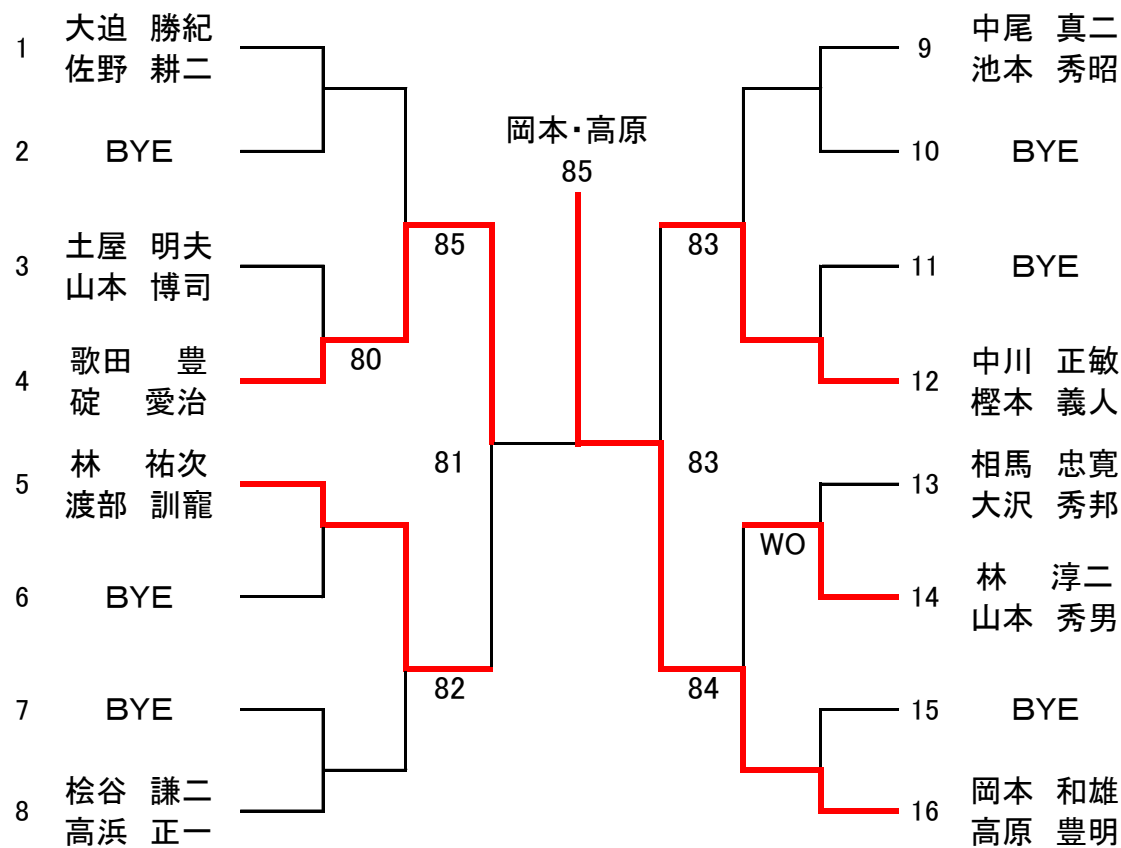 1
大迫 勝紀
佐野 耕二
2 BYE
3
土屋 明夫
山本 博司
4
歌田 豊
碇 愛治
5
林 祐次
渡部 訓寵
6 BYE
7 BYE
8
桧谷 謙二
高浜 正一
80
85
82
81
岡本・高原
85
83
83
WO
84
9
中尾 真二
池本 秀昭
10 BYE
11 BYE
12
中川 正敏
樫本 義人
13
相馬 忠寛
大沢 秀邦
14
林 淳二
山本 秀男
15 BYE
16
岡本 和雄
高原 豊明